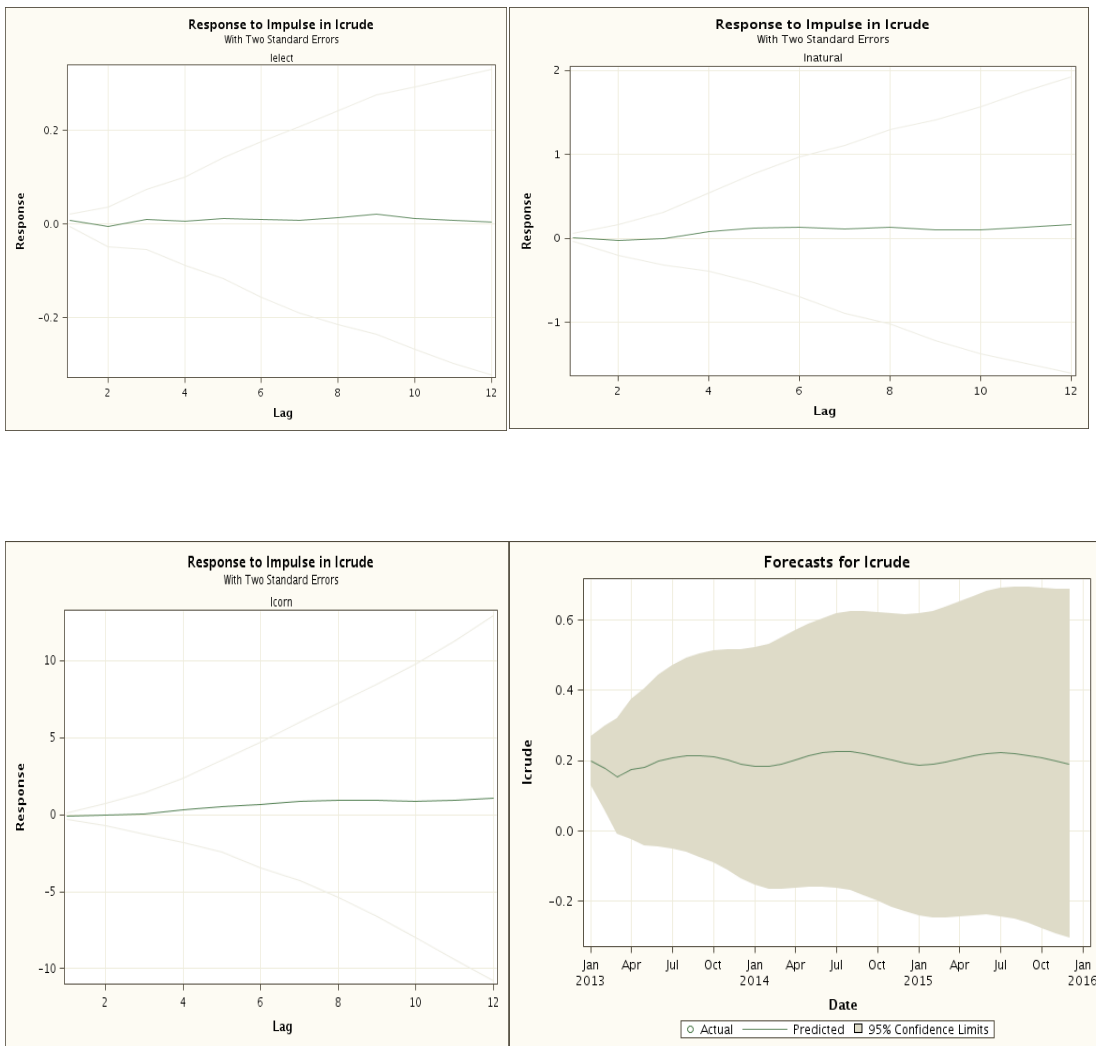 Response to Impulse in lcrude
With Two Standard Errors
lelect
0.2
0.0
−0.2
Response
2 4 6 8 10 12
Lag
Response to Impulse in lcrude
With Two Standard Errors
lnatural
2
1
0
−1
Response
2 4 6 8 10 12
Lag
Response to Impulse in lcrude
With Two Standard Errors
lcorn
10
5
0
−5
−10
Response
2 4 6 8 10 12
Lag
Forecasts for lcrude
0.6
0.4
0.2
0.0
−0.2
lcrude
Jan Apr Jul Oct Jan Apr Jul Oct Jan Apr Jul Oct Jan
2013 2014 2015 2016
Date
Actual Predicted 95% Confidence Limits